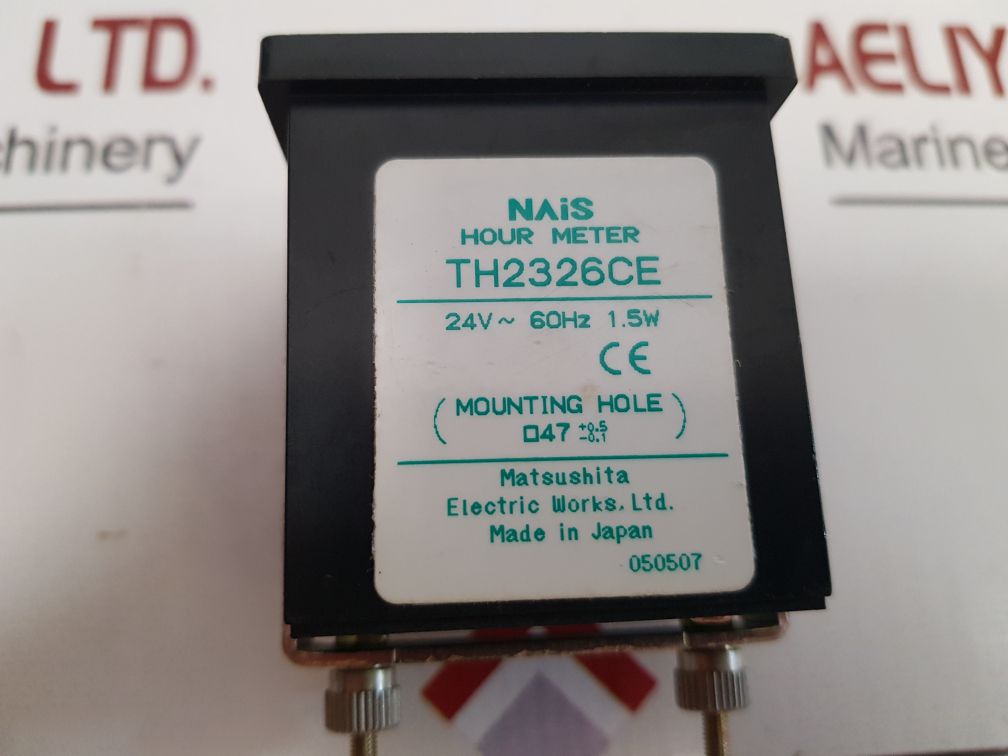 LTD.
AELIY
chinery
Marine
NAiS
HOUR METER
TH2326CE
24V~ 60Hz 1.5W
CE
(MOUNTING HOLE
□47 +0.5 -0.1)
Matsushita
Electric Works, Ltd.
Made in Japan
050507